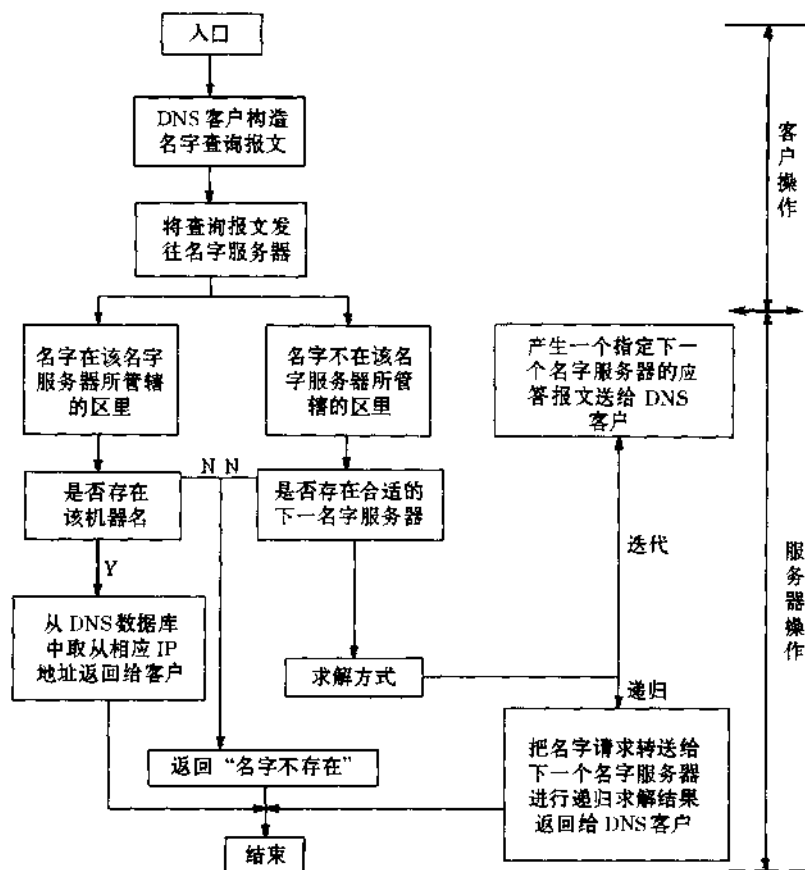 入口
DNS 客户构造
名字查询报文
将查询报文发
往名字服务器
客户操作
名字在该名字
服务器所管辖
的区里
名字不在该名
字服务器所管
辖的区里
产生一个指定下一
个名字服务器的应
答报文送给 DNS
客户
N N
是否存在
该机器名
是否存在合适的
下一名字服务器
迭代
服务器操作
Y
从 DNS 数据库
中取从相应 IP
地址返回给客户
求解方式
递归
把名字请求转送给
下一个名字服务器
进行递归求解结果
返回给 DNS 客户
返回“名字不存在”
结束